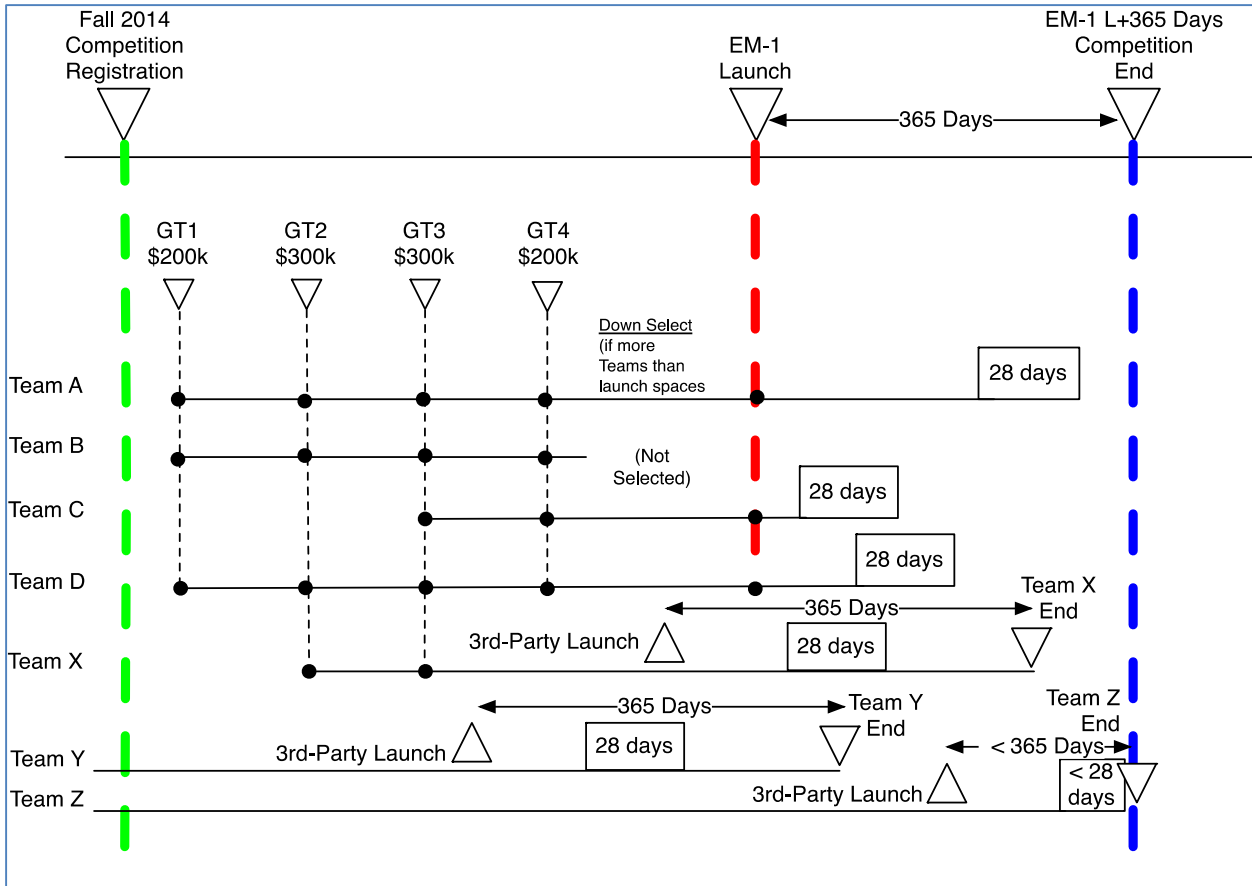 Fall 2014
Competition
Registration
EM-1
Launch
EM-1 L+365 Days
Competition
End
365 Days
GT1
$200k
GT2
$300k
GT3
$300k
GT4
$200k
Down Select
(if more
Teams than
launch spaces
Team A
28 days
Team B
(Not
Selected)
Team C
28 days
Team D
28 days
365 Days
Team X
End
3rd-Party Launch
28 days
Team X
365 Days
Team Y
End
3rd-Party Launch
28 days
Team Y
Team Z
End
< 365 Days
3rd-Party Launch
< 28
days
Team Z